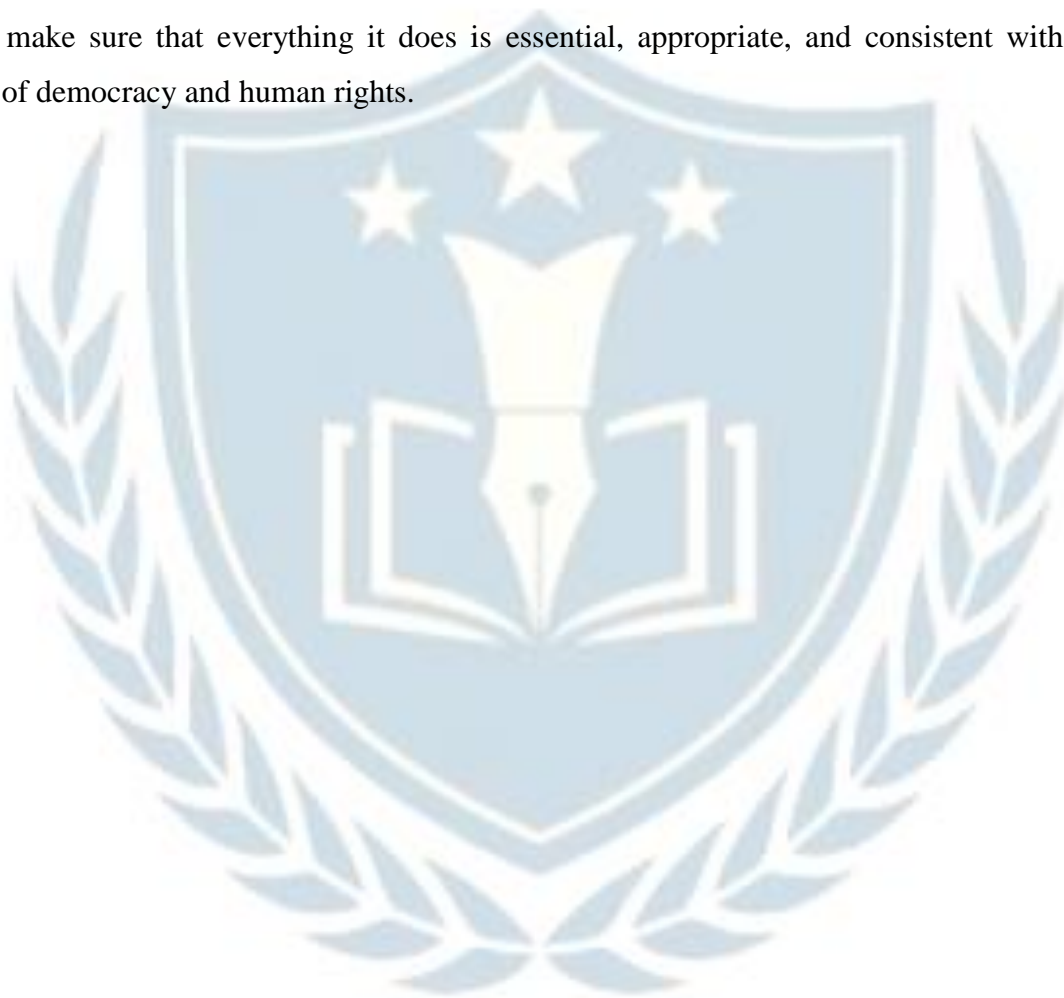 make sure that everything it does is essential, appropriate, and consistent with
of democracy and human rights.